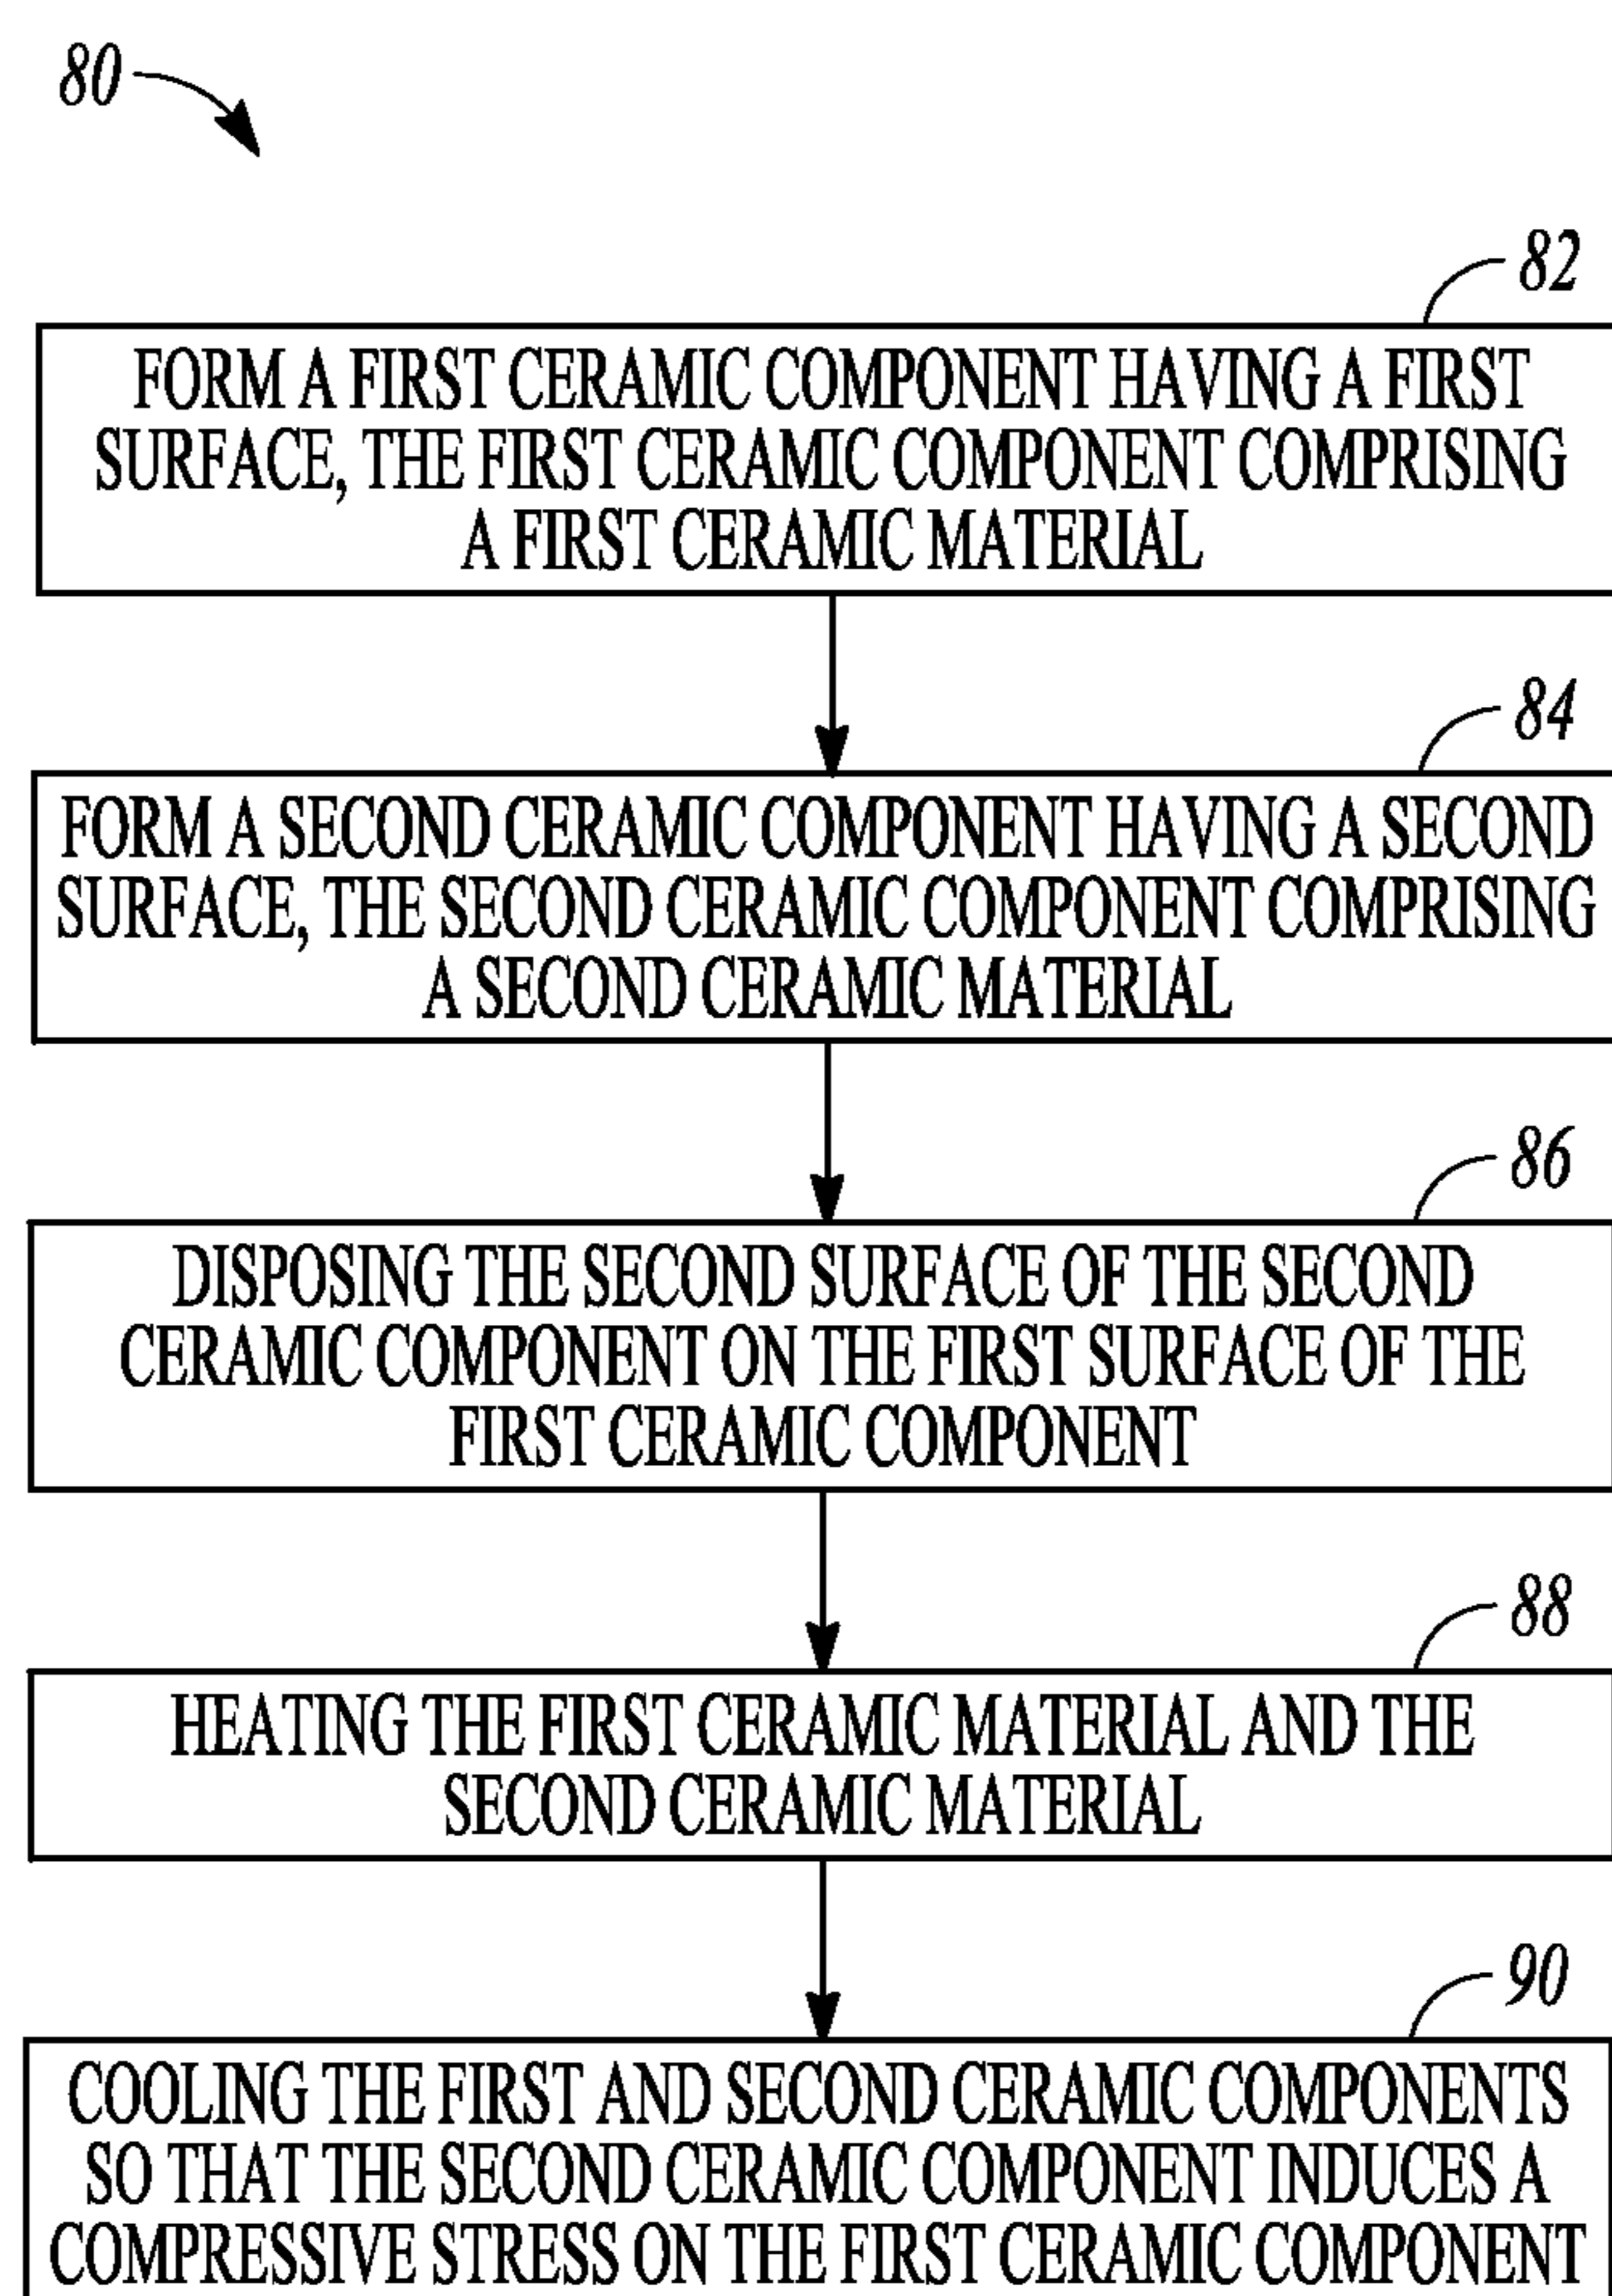 80
82
FORM A FIRST CERAMIC COMPONENT HAVING A FIRST
SURFACE, THE FIRST CERAMIC COMPONENT COMPRISING
A FIRST CERAMIC MATERIAL
84
FORM A SECOND CERAMIC COMPONENT HAVING A SECOND
SURFACE, THE SECOND CERAMIC COMPONENT COMPRISING
A SECOND CERAMIC MATERIAL
86
DISPOSING THE SECOND SURFACE OF THE SECOND
CERAMIC COMPONENT ON THE FIRST SURFACE OF THE
FIRST CERAMIC COMPONENT
88
HEATING THE FIRST CERAMIC MATERIAL AND THE
SECOND CERAMIC MATERIAL
90
COOLING THE FIRST AND SECOND CERAMIC COMPONENTS
SO THAT THE SECOND CERAMIC COMPONENT INDUCES A
COMPRESSIVE STRESS ON THE FIRST CERAMIC COMPONENT